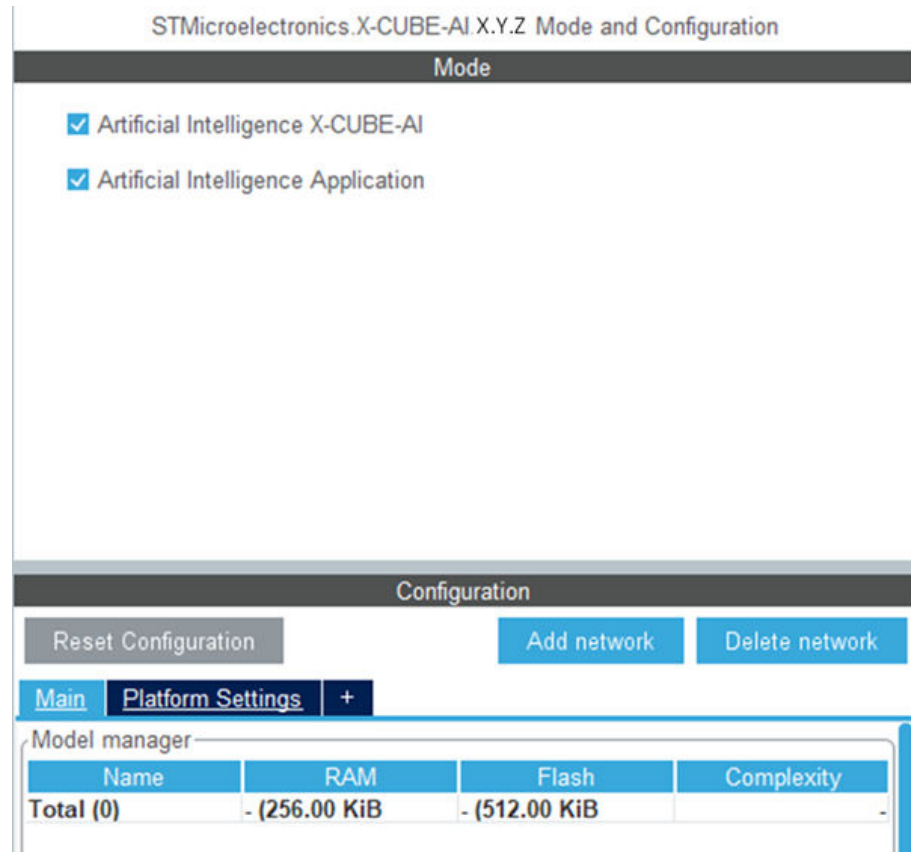 STMicroelectronics.X-CUBE-AI.X.Y.Z Mode and Configuration
Mode
Artificial Intelligence X-CUBE-AI
Artificial Intelligence Application
Configuration
Reset Configuration Add network Delete network
Main Platform Settings +
Model manager
Name RAM Flash Complexity
Total (0) - (256.00 KiB - (512.00 KiB -